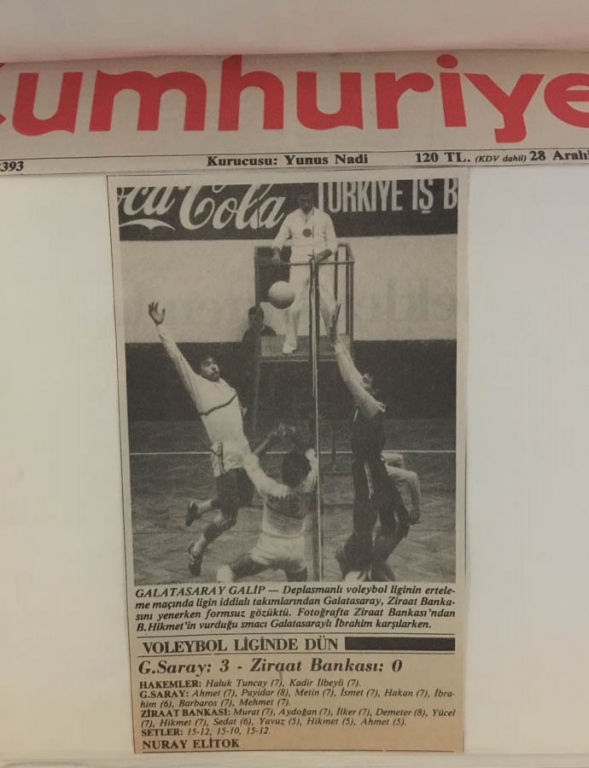 Cumhuriye
393 Kurucusu: Yunus Nadi 120 TL. (KDV dahil) 28 Aralı
Coca Cola TÜRKİYE İŞ B
GALATASARAY GALİP — Deplasmanlı voleybol liginin erteleme
me maçında ligin iddialı takımlarından Galatasaray, Ziraat Banka-
sını yenerken formsuz gözüktü. Fotoğrafta Ziraat Bankası'ndan
B.Hikmet'in vurduğu smacı Galatasaraylı İbrahim karşılarken.
VOLEYBOL LİGİNDE DÜN
G.Saray: 3 - Ziraat Bankası: 0
HAKEMLER: Haluk Tuncay (7), Kadir İlbeyli (7).
G.SARAY: Ahmet (7), Payidar (8), Metin (7), İsmet (7), Hakan (7), İbra-
him (6), Barbaros (7), Mehmet (7).
ZİRAAT BANKASI: Murat (7), Aydoğan (7), İlker (7), Demeter (8), Yücel
(7), Hikmet (7), Sedat (6), Yavuz (5), Hikmet (5), Ahmet (5).
SETLER: 15-12, 15-10, 15-12.
NURAY ELİTOK